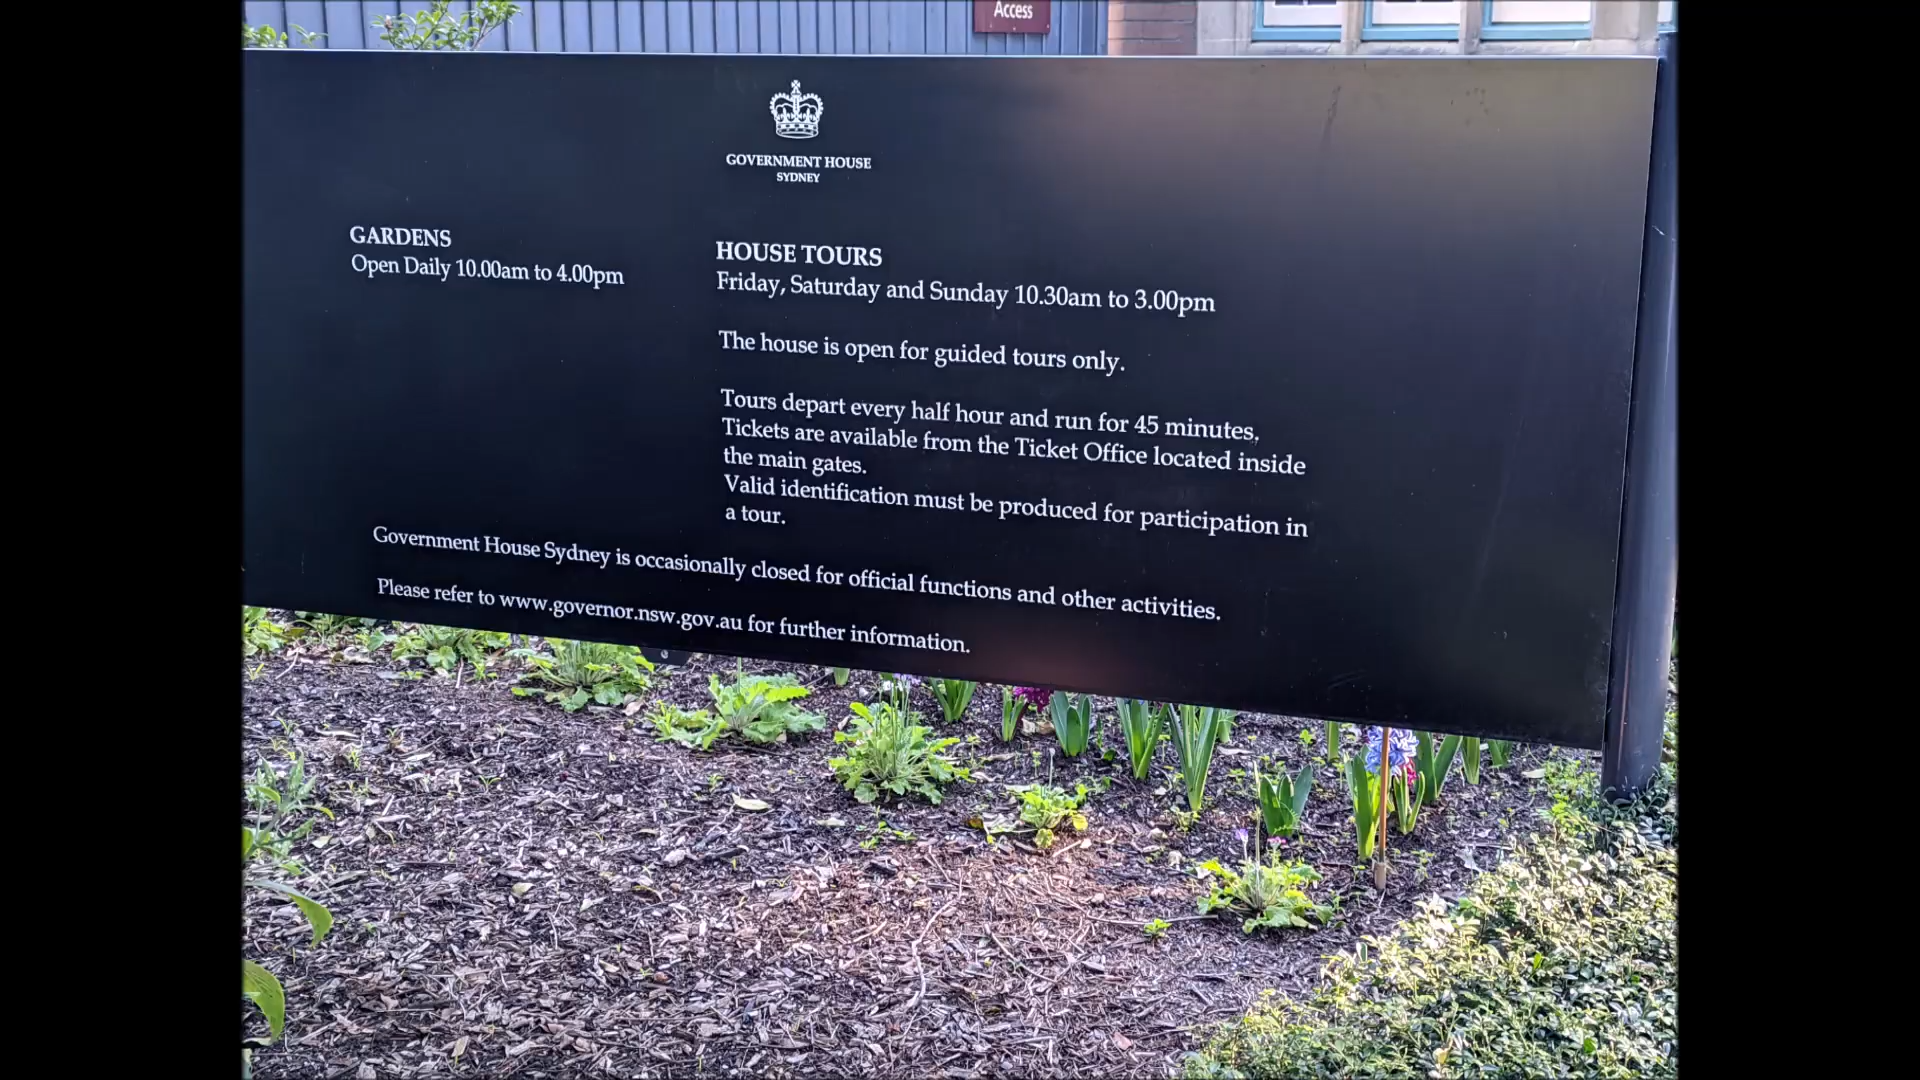 Access
GOVERNMENT HOUSE
SYDNEY
GARDENS
Open Daily 10.00am to 4.00pm
HOUSE TOURS
Friday, Saturday and Sunday 10.30am to 3.00pm
The house is open for guided tours only.
Tours depart every half hour and run for 45 minutes.
Tickets are available from the Ticket Office located inside
the main gates.
Valid identification must be produced for participation in
a tour.
Government House Sydney is occasionally closed for official functions and other activities.
Please refer to www.governor.nsw.gov.au for further information.